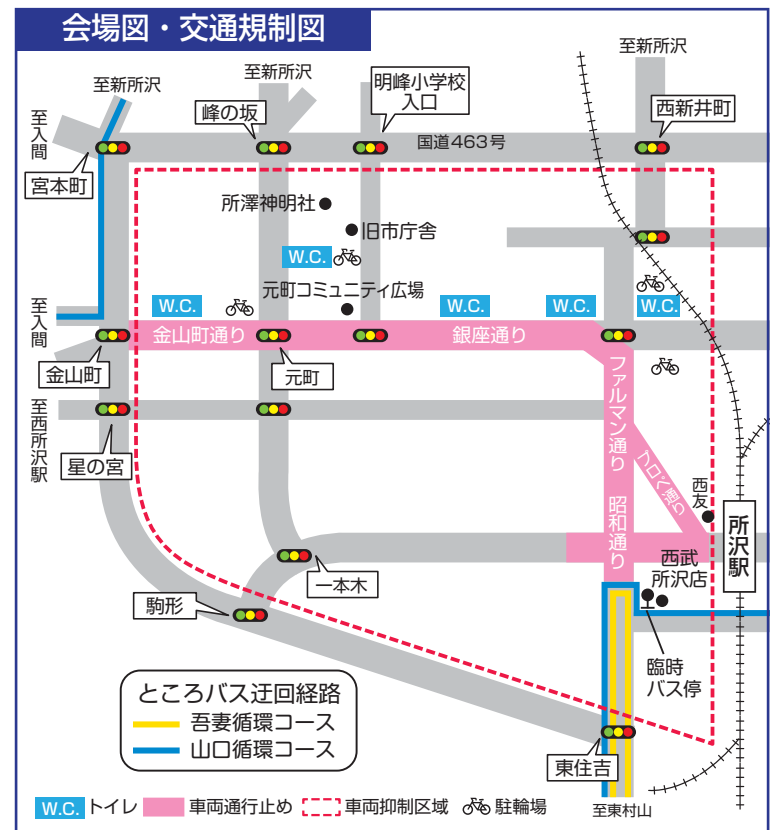 会場図・交通規制図
至新所沢
至新所沢
至新所沢
至入間
宮本町
峰の坂
明峰小学校
入口
国道463号
西新井町
所澤神明社
旧市庁舎
W.C.
元町コミュニティ広場
W.C.
W.C.
W.C.
W.C.
至入間
金山町通り
銀座通り
金山町
元町
至西所沢駅
星の宮
ファルマン通り
プロペ通り
昭和通り
西友
所沢駅
西武
所沢店
一本木
駒形
臨時
バス停
東住吉
至東村山
ところバス迂回経路
吾妻循環コース
山口循環コース
W.C. トイレ 車両通行止め 車両抑制区域 駐輪場